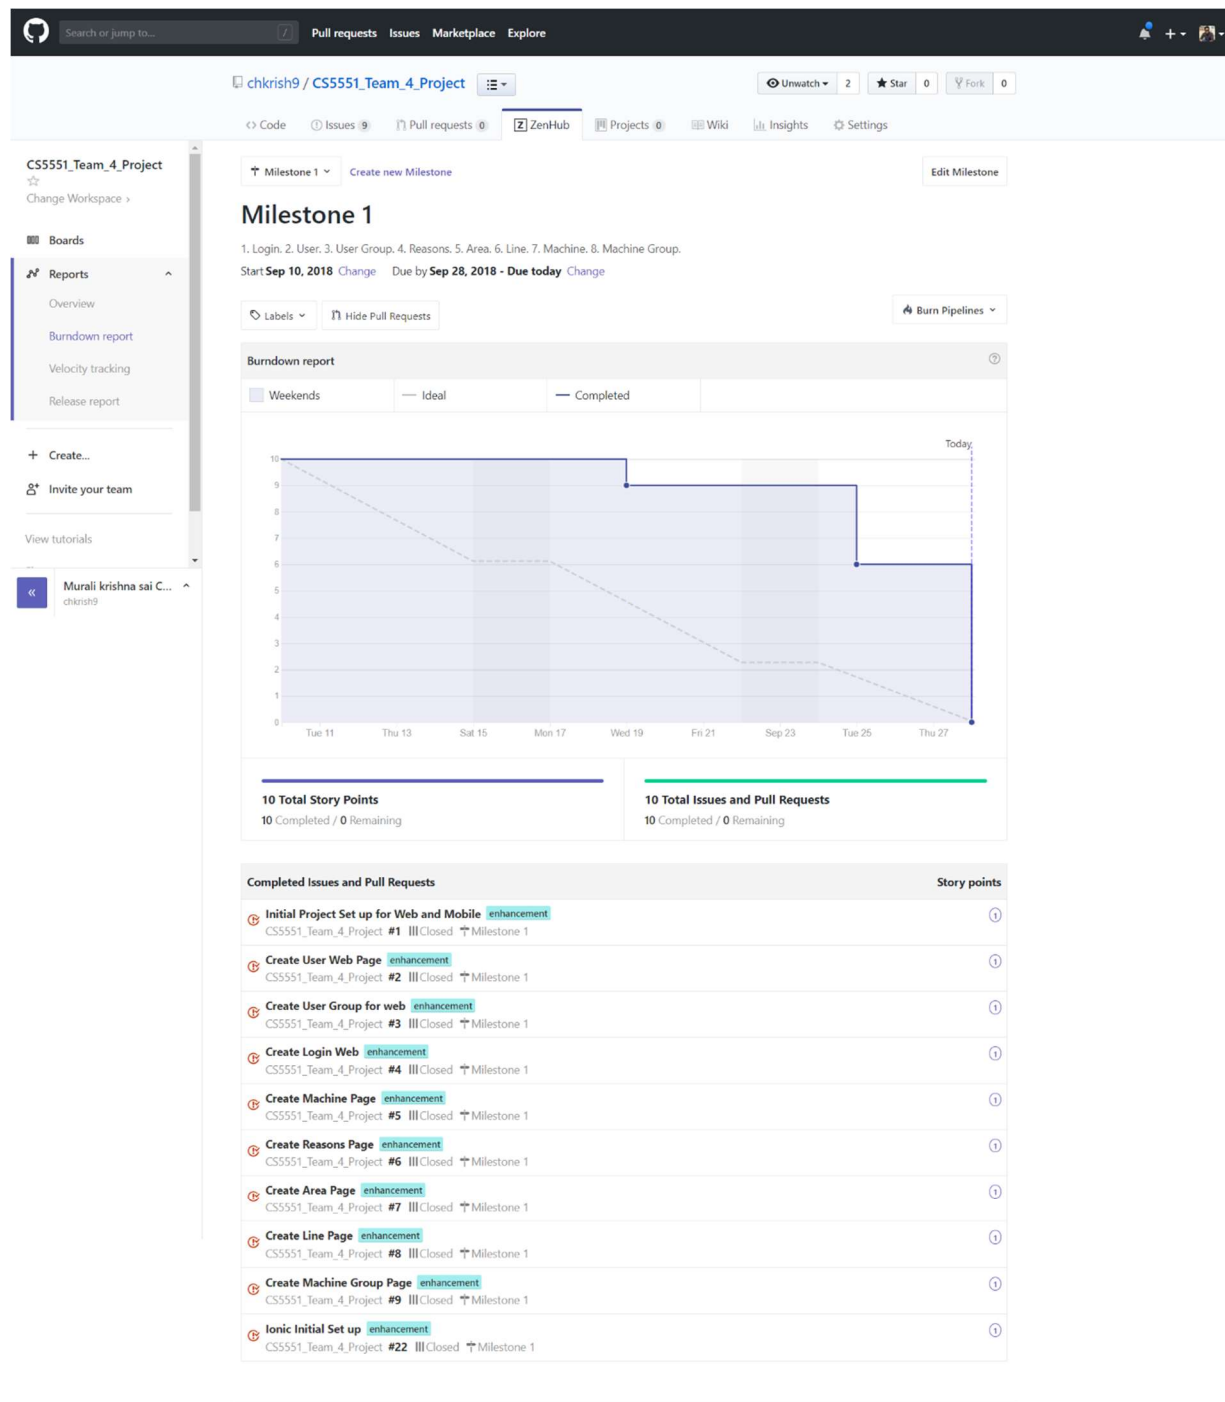 Search or jump to... / Pull requests Issues Marketplace Explore
chkrish9 / CS5551_Team_4_Project Unwatch 2 Star 0 Fork 0
Code Issues 9 Pull requests 0 ZenHub Projects 0 Wiki Insights Settings
CS5551_Team_4_Project
Change Workspace ›
Boards
Reports
Overview
Burndown report
Velocity tracking
Release report
+ Create...
Invite your team
View tutorials
Murali krishna sai C...
chkrish9
Milestone 1 Create new Milestone Edit Milestone
Milestone 1
1. Login. 2. User. 3. User Group. 4. Reasons. 5. Area. 6. Line. 7. Machine. 8. Machine Group.
Start Sep 10, 2018 Change Due by Sep 28, 2018 - Due today Change
Labels Hide Pull Requests Burn Pipelines
Burndown report
Weekends Ideal Completed
Today
10
9
8
7
6
5
4
3
2
1
0
Tue 11 Thu 13 Sat 15 Mon 17 Wed 19 Fri 21 Sep 23 Tue 25 Thu 27
10 Total Story Points
10 Completed / 0 Remaining
10 Total Issues and Pull Requests
10 Completed / 0 Remaining
Completed Issues and Pull Requests Story points
Initial Project Set up for Web and Mobile enhancement 1
CS5551_Team_4_Project #1 Closed Milestone 1
Create User Web Page enhancement 1
CS5551_Team_4_Project #2 Closed Milestone 1
Create User Group for web enhancement 1
CS5551_Team_4_Project #3 Closed Milestone 1
Create Login Web enhancement 1
CS5551_Team_4_Project #4 Closed Milestone 1
Create Machine Page enhancement 1
CS5551_Team_4_Project #5 Closed Milestone 1
Create Reasons Page enhancement 1
CS5551_Team_4_Project #6 Closed Milestone 1
Create Area Page enhancement 1
CS5551_Team_4_Project #7 Closed Milestone 1
Create Line Page enhancement 1
CS5551_Team_4_Project #8 Closed Milestone 1
Create Machine Group Page enhancement 1
CS5551_Team_4_Project #9 Closed Milestone 1
Ionic Initial Set up enhancement 1
CS5551_Team_4_Project #22 Closed Milestone 1